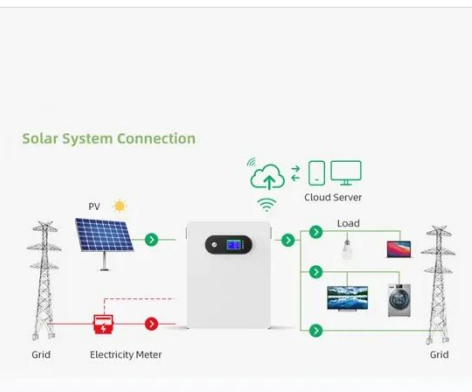 Solar System Connection
Cloud Server
PV
Load
Grid
Electricity Meter
Grid